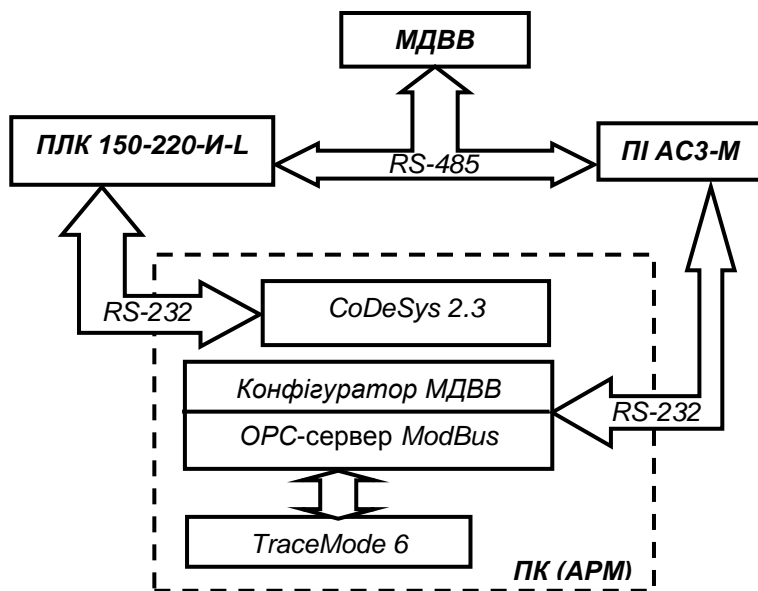 МДВВ
ПЛК 150-220-И-L
RS-485
ПІ АС3-М
RS-232
CoDeSys 2.3
Конфігуратор МДВВ
RS-232
OPC-сервер ModBus
TraceMode 6
ПК (АРМ)